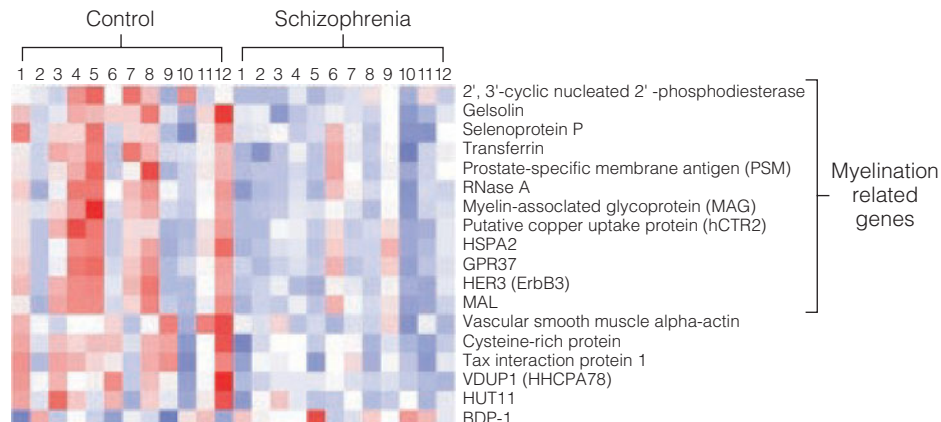 Control Schizophrenia
1 2 3 4 5 6 7 8 9 10 11 12 1 2 3 4 5 6 7 8 9 10 11 12
2', 3'-cyclic nucleated 2' -phosphodiesterase
Gelsolin
Selenoprotein P
Transferrin
Prostate-specific membrane antigen (PSM)
RNase A
Myelin-assoclated glycoprotein (MAG)
Putative copper uptake protein (hCTR2)
HSPA2
GPR37
HER3 (ErbB3)
MAL
Myelination
related
genes
Vascular smooth muscle alpha-actin
Cysteine-rich protein
Tax interaction protein 1
VDUP1 (HHCPA78)
HUT11
BDP-1